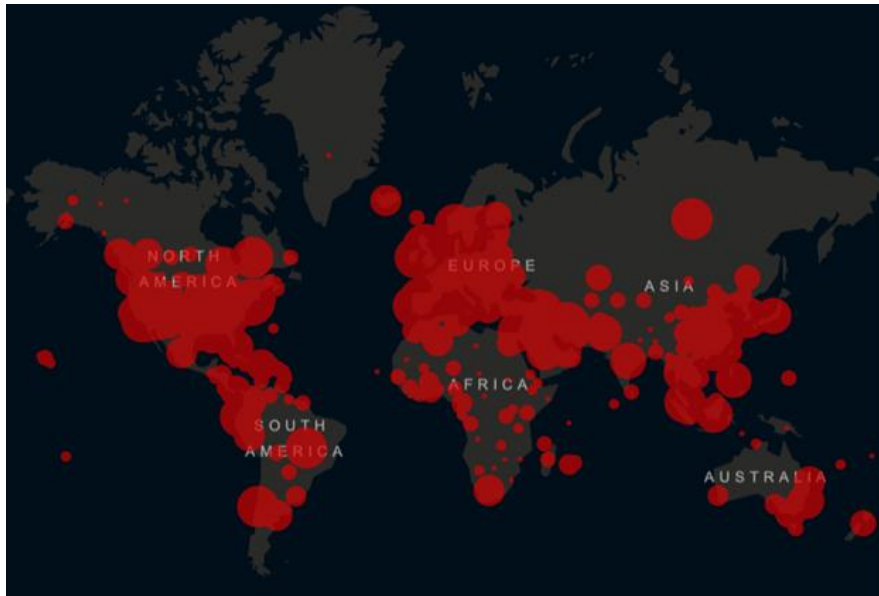 NORTH
AMERICA
EUROPE
ASIA
AFRICA
SOUTH
AMERICA
AUSTRALIA